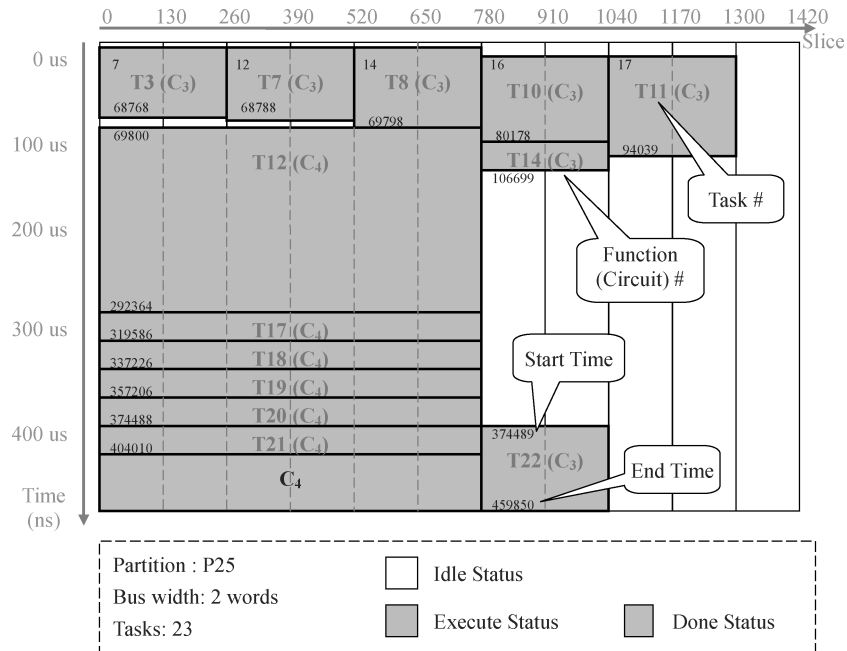 0 130 260 390 520 650 780 910 1040 1170 1300 1420
Slice
0 us
7 12 14 16 17
T3 (C3) T7 (C3) T8 (C3) T10 (C3) T11 (C3)
68768 68788 69798 80178 94039
100 us
69800
T12 (C4) T14 (C3)
106699
Task #
200 us
Function
(Circuit) #
292364
300 us
T17 (C4)
319586
T18 (C4)
337226
Start Time
T19 (C4)
357206
T20 (C4)
374488
400 us
374489
T21 (C4)
404010
T22 (C3)
End Time
C4
459850
Time
(ns)
Partition : P25
Idle Status
Bus width: 2 words
Tasks: 23
Execute Status
Done Status